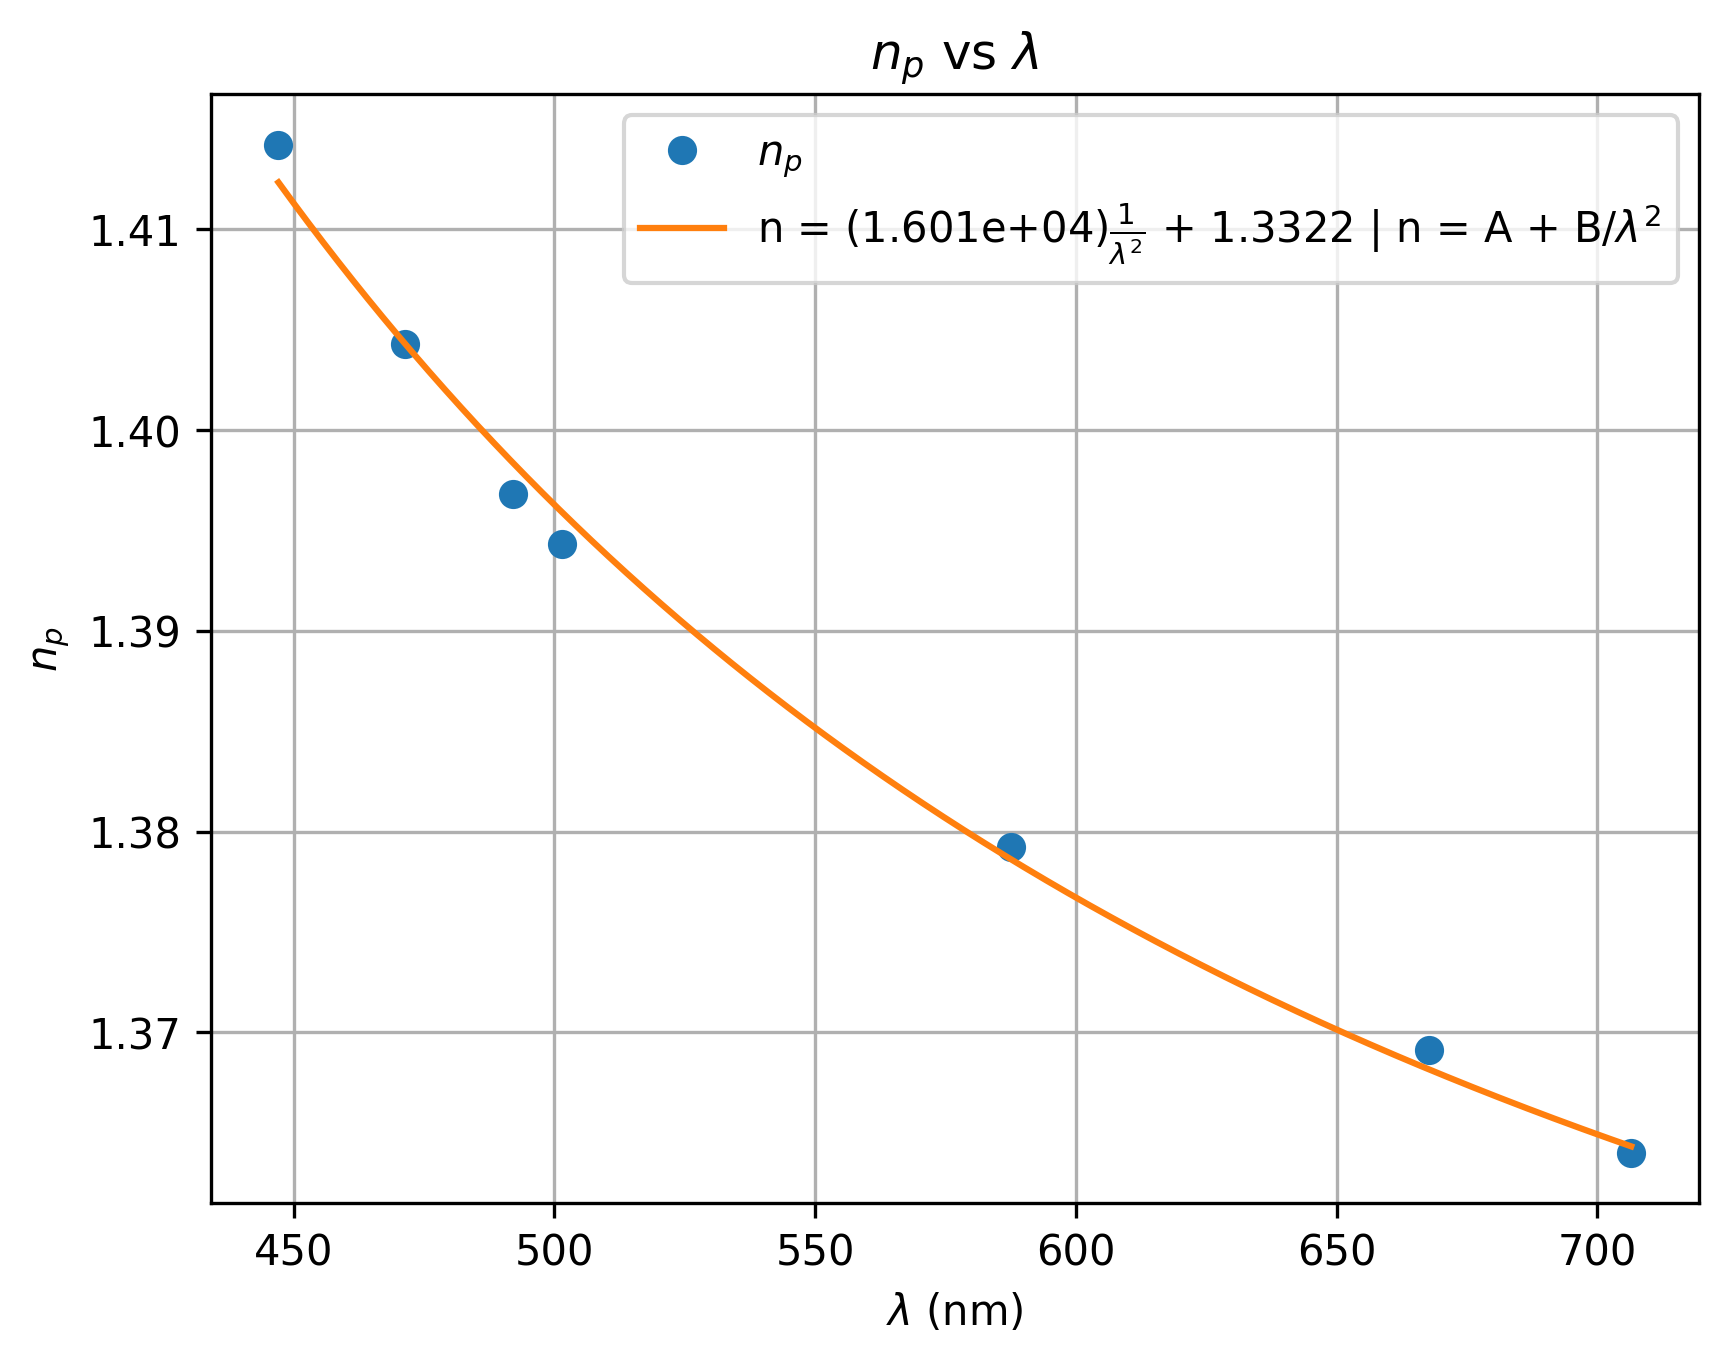 n_p vs λ
n_p
n = (1.601e+04) 1/λ² + 1.3322 | n = A + B/λ²
1.41
1.40
1.39
1.38
1.37
n_p
450 500 550 600 650 700
λ (nm)